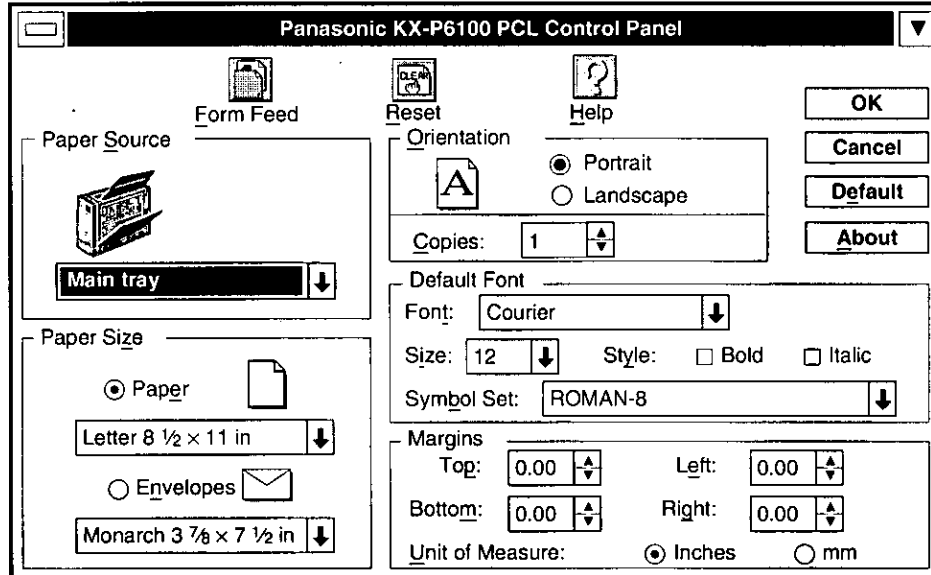 Panasonic KX-P6100 PCL Control Panel
Form Feed
CLEAR
Reset
Help
OK
Cancel
Default
About
Paper Source
Main tray
Orientation
A
Portrait
Landscape
Copies: 1
Default Font
Font: Courier
Size: 12 Style: Bold Italic
Symbol Set: ROMAN-8
Paper Size
Paper
Letter 8 ½ × 11 in
Envelopes
Monarch 3 ⅞ × 7 ½ in
Margins
Top: 0.00 Left: 0.00
Bottom: 0.00 Right: 0.00
Unit of Measure: Inches mm